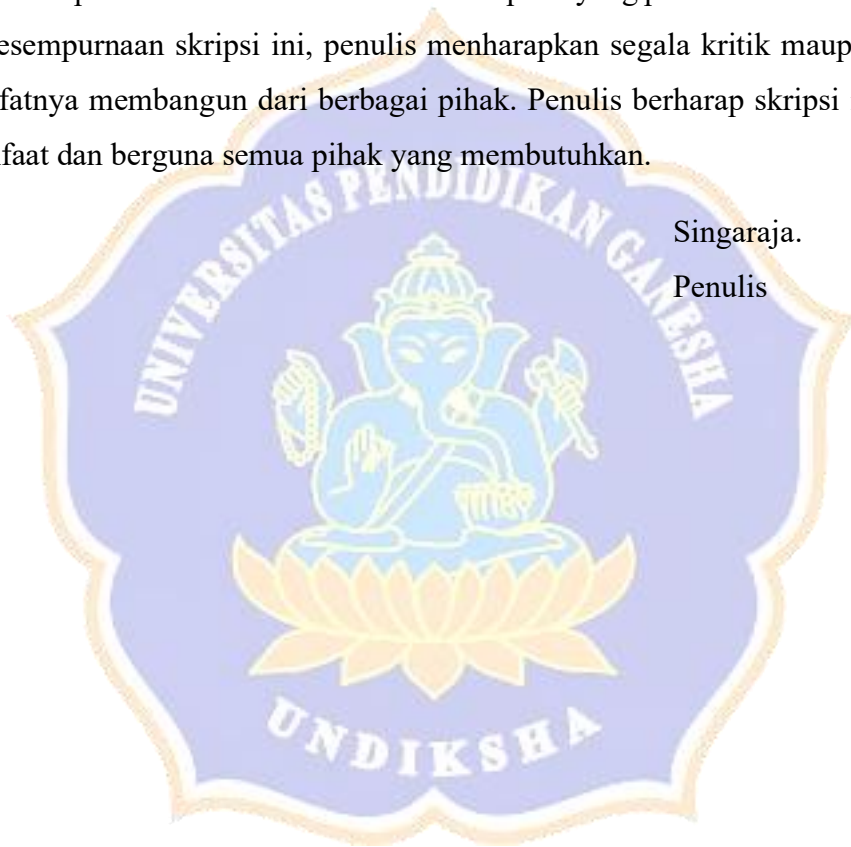 esempurnaan skripsi ini, penulis menharapkan segala kritik maup
fatnya membangun dari berbagai pihak. Penulis berharap skripsi
faat dan berguna semua pihak yang membutuhkan.
UNIVERSITAS PENDIDIKAN GANESHA
Singaraja.
Penulis
UNDIKSHA